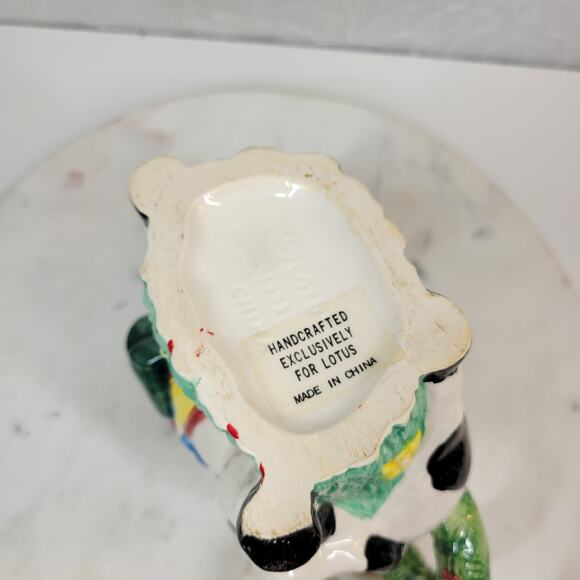 HANDCRAFTED
EXCLUSIVELY
FOR LOTUS
MADE IN CHINA